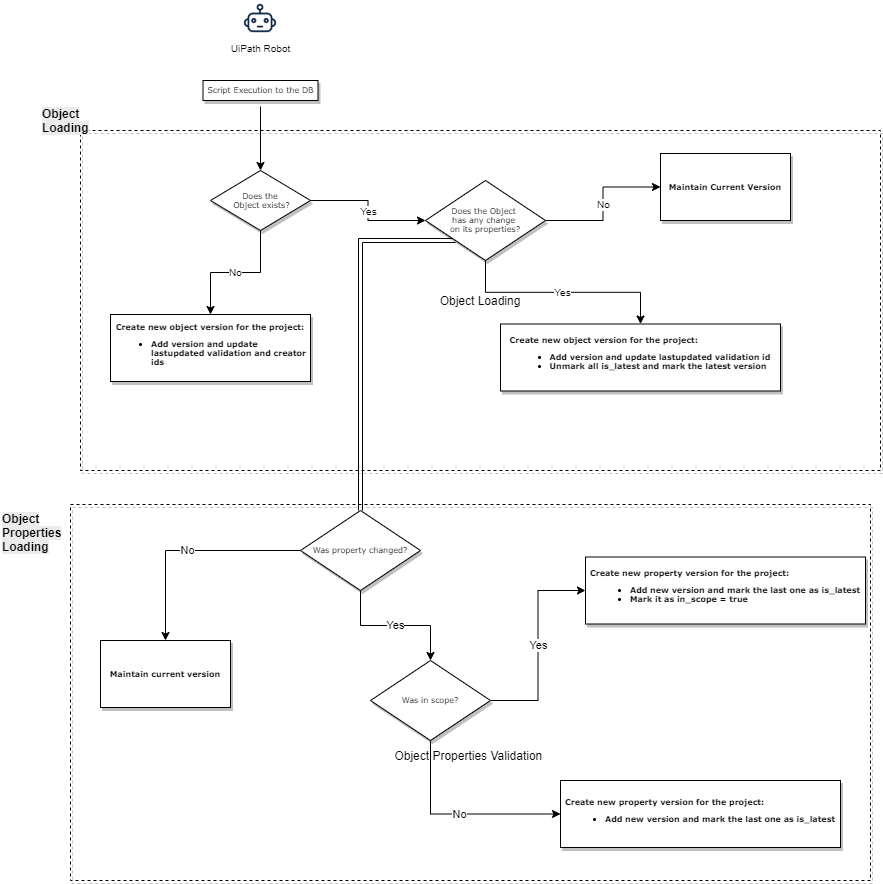 UiPath Robot
Script Execution to the DB
Object
Loading
Does the
Object exists?
Yes
Does the Object
has any change
on its properties?
No
Maintain Current Version
No
Yes
Object Loading
Create new object version for the project:
• Add version and update
lastupdated validation and creator
ids
Create new object version for the project:
• Add version and update lastupdated validation id
• Unmark all is_latest and mark the latest version
Object
Properties
Loading
Was property changed?
No
Create new property version for the project:
• Add new version and mark the last one as is_latest
• Mark it as in_scope = true
Yes
Yes
Maintain current version
Was in scope?
Object Properties Validation
No
Create new property version for the project:
• Add new version and mark the last one as is_latest